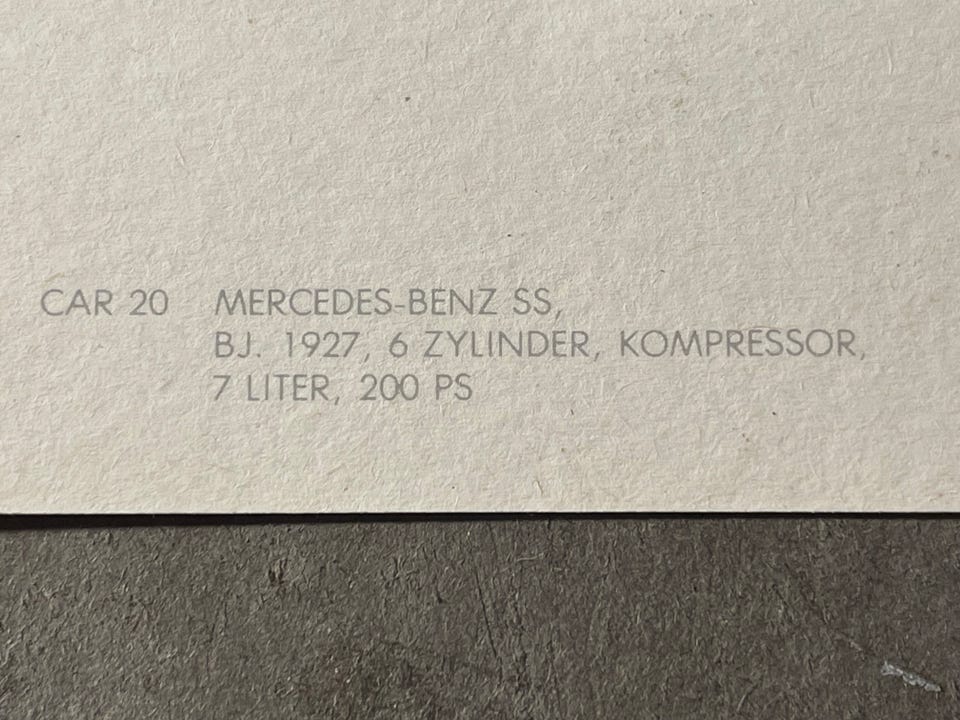 CAR 20 MERCEDES-BENZ SS,
BJ. 1927, 6 ZYLINDER, KOMPRESSOR,
7 LITER, 200 PS